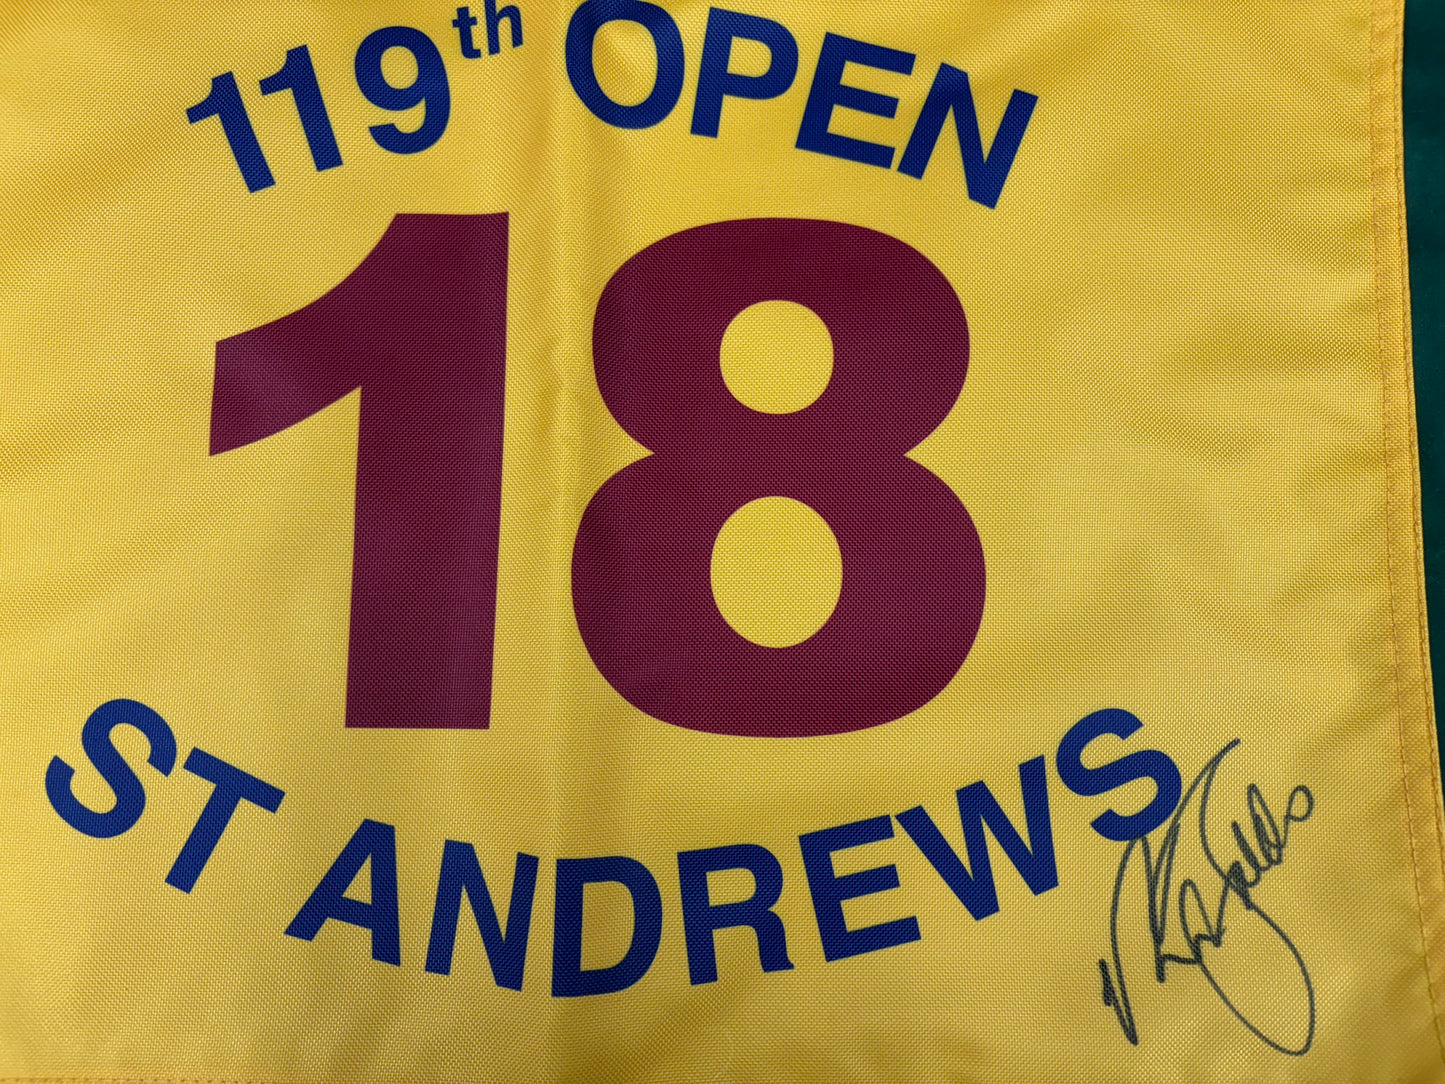 119th OPEN
18
ST ANDREWS